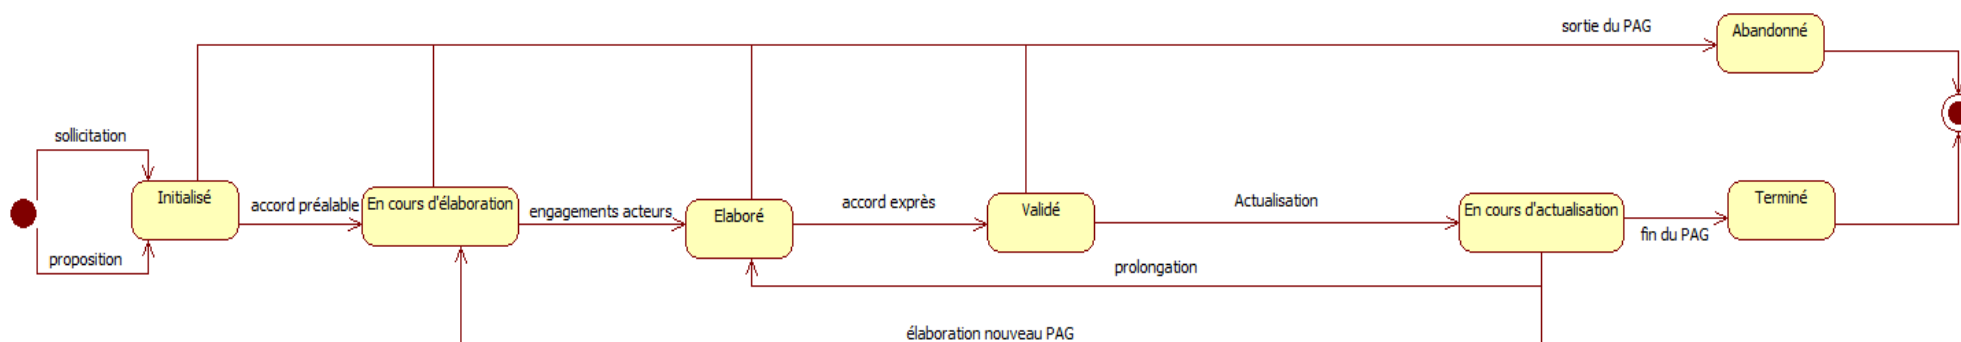 sortie du PAG
Abandonné
sollicitation
Initialisé
accord préalable
En cours d'élaboration
engagements acteurs
Elaboré
accord exprès
Validé
Actualisation
En cours d'actualisation
fin du PAG
Terminé
proposition
prolongation
élaboration nouveau PAG